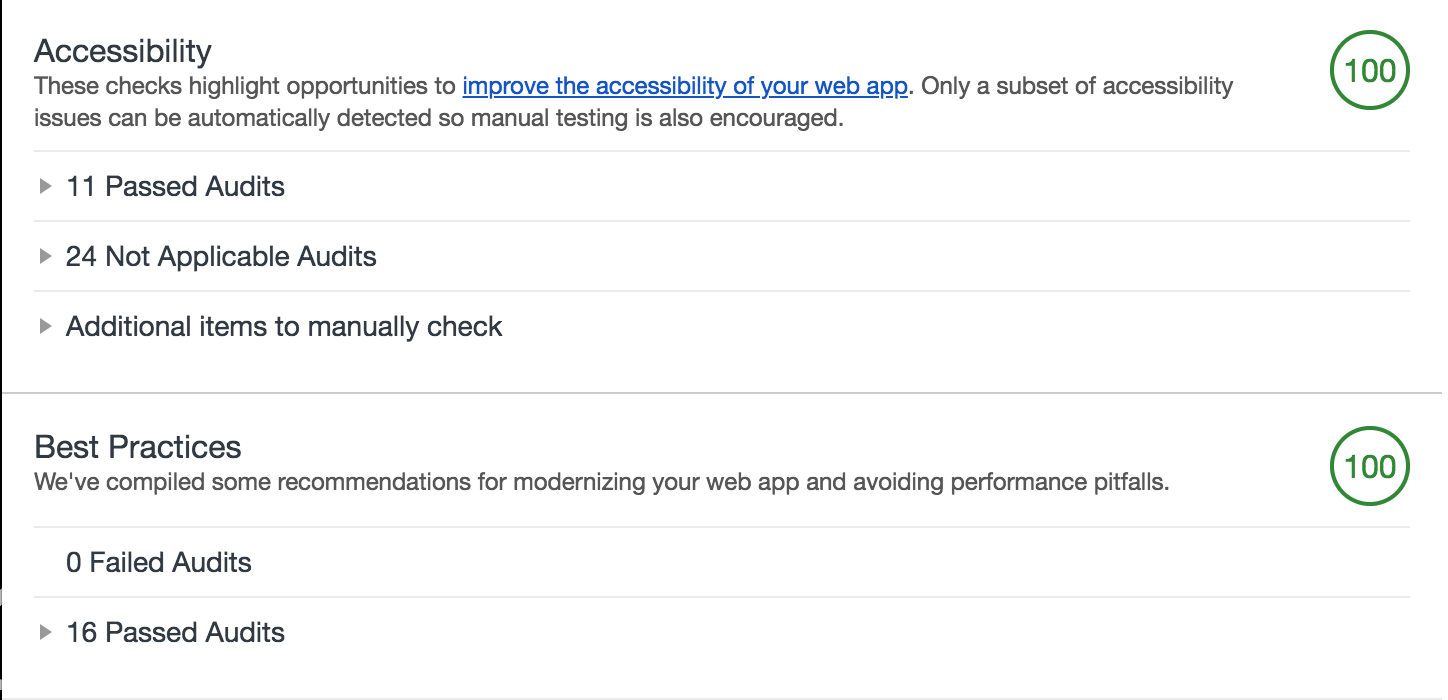 Accessibility
100
These checks highlight opportunities to improve the accessibility of your web app. Only a subset of accessibility
issues can be automatically detected so manual testing is also encouraged.
11 Passed Audits
24 Not Applicable Audits
Additional items to manually check
Best Practices
100
We've compiled some recommendations for modernizing your web app and avoiding performance pitfalls.
0 Failed Audits
16 Passed Audits